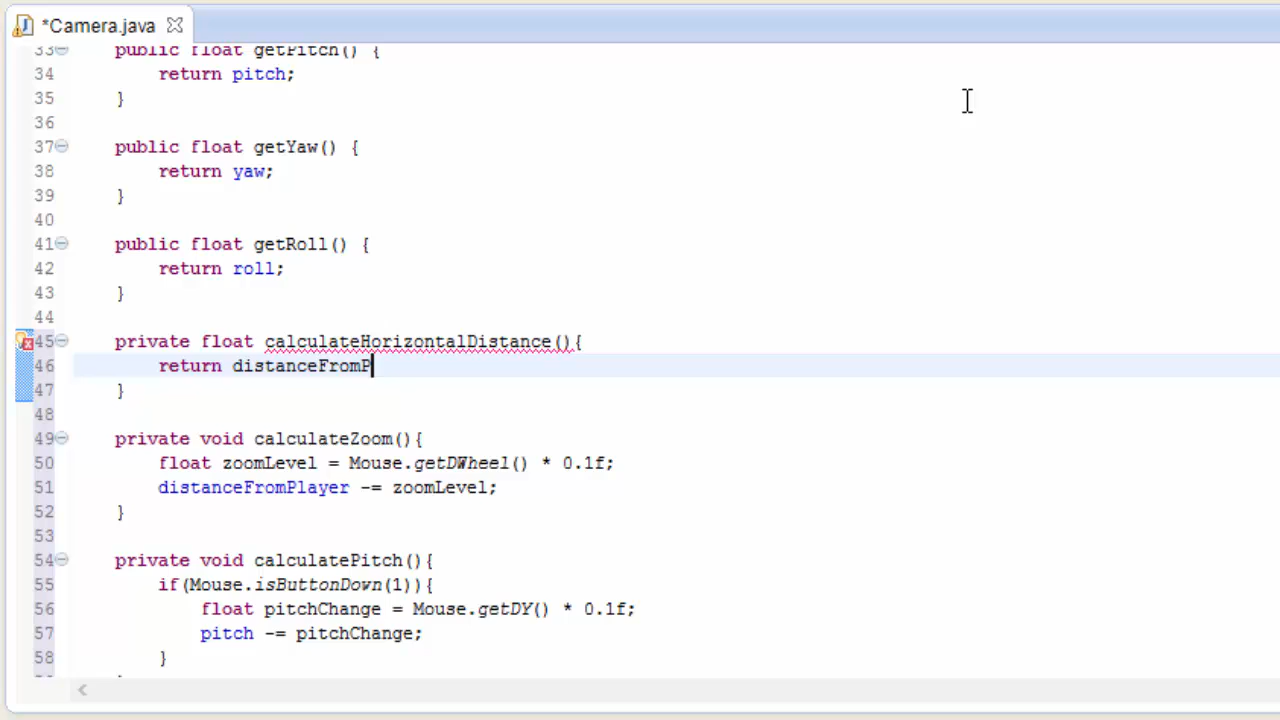 *Camera.java
33 public float getPitch() {
34 return pitch;
35 }
36
37 public float getYaw() {
38 return yaw;
39 }
40
41 public float getRoll() {
42 return roll;
43 }
44
45 private float calculateHorizontalDistance(){
46 return distanceFromP
47 }
48
49 private void calculateZoom(){
50 float zoomLevel = Mouse.getDWheel() * 0.1f;
51 distanceFromPlayer -= zoomLevel;
52 }
53
54 private void calculatePitch(){
55 if(Mouse.isButtonDown(1)){
56 float pitchChange = Mouse.getDY() * 0.1f;
57 pitch -= pitchChange;
58 }